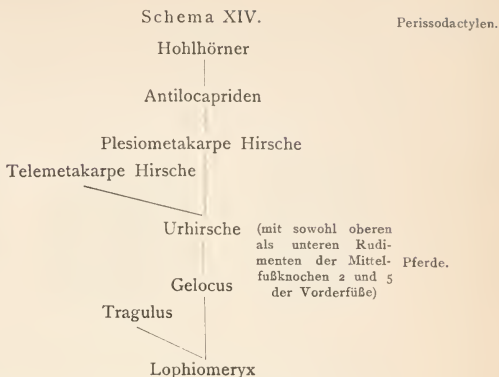 Schema XIV.
Perissodactylen.
Hohlhörner
Antilocapriden
Plesiometakarpe Hirsche
Telemetakarpe Hirsche
Urhirsche
(mit sowohl oberen
als unteren Rudi-
menten der Mittel-
fußknochen 2 und 5
der Vorderfüße)
Pferde.
Gelocus
Tragulus
Lophiomeryx